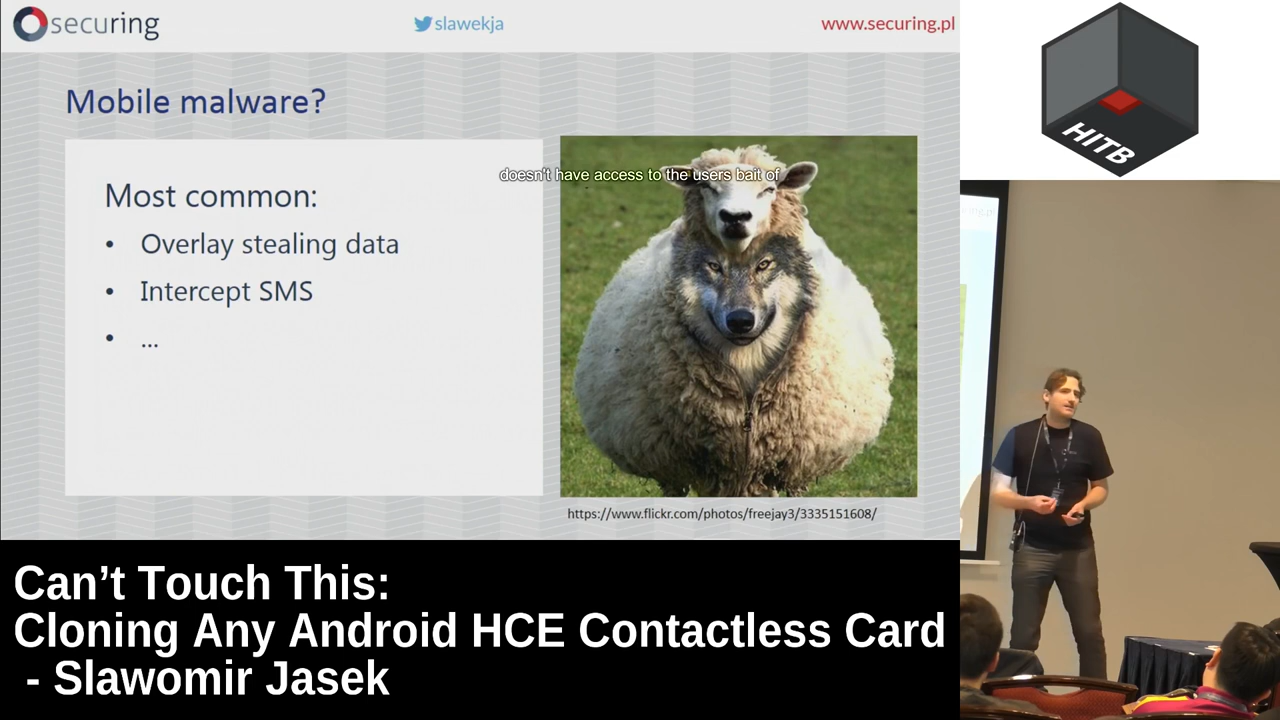 securing
slawekja
www.securing.pl
Mobile malware?
doesn't have access to the users bait of
Most common:
• Overlay stealing data
• Intercept SMS
• ...
https://www.flickr.com/photos/freejay3/3335151608/
HITB
Can't Touch This:
Cloning Any Android HCE Contactless Card
- Slawomir Jasek